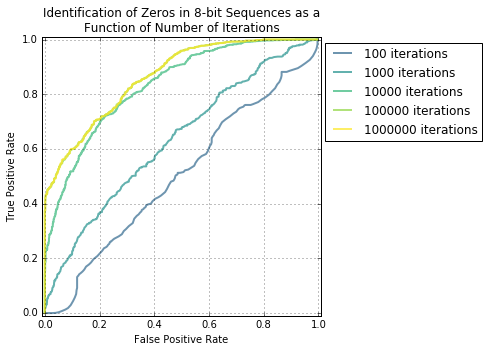 Identification of Zeros in 8-bit Sequences as a
Function of Number of Iterations
1.0
0.8
0.6
0.4
0.2
0.0
True Positive Rate
0.0 0.2 0.4 0.6 0.8 1.0
False Positive Rate
100 iterations
1000 iterations
10000 iterations
100000 iterations
1000000 iterations